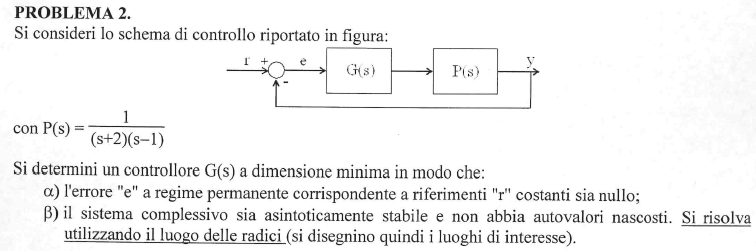 PROBLEMA 2.
Si consideri lo schema di controllo riportato in figura:
r + e G(s) P(s) y
-
con P(s) = 1 / (s+2)(s−1)
Si determini un controllore G(s) a dimensione minima in modo che:
α) l'errore "e" a regime permanente corrispondente a riferimenti "r" costanti sia nullo;
β) il sistema complessivo sia asintoticamente stabile e non abbia autovalori nascosti. Si risolva
utilizzando il luogo delle radici (si disegnino quindi i luoghi di interesse).